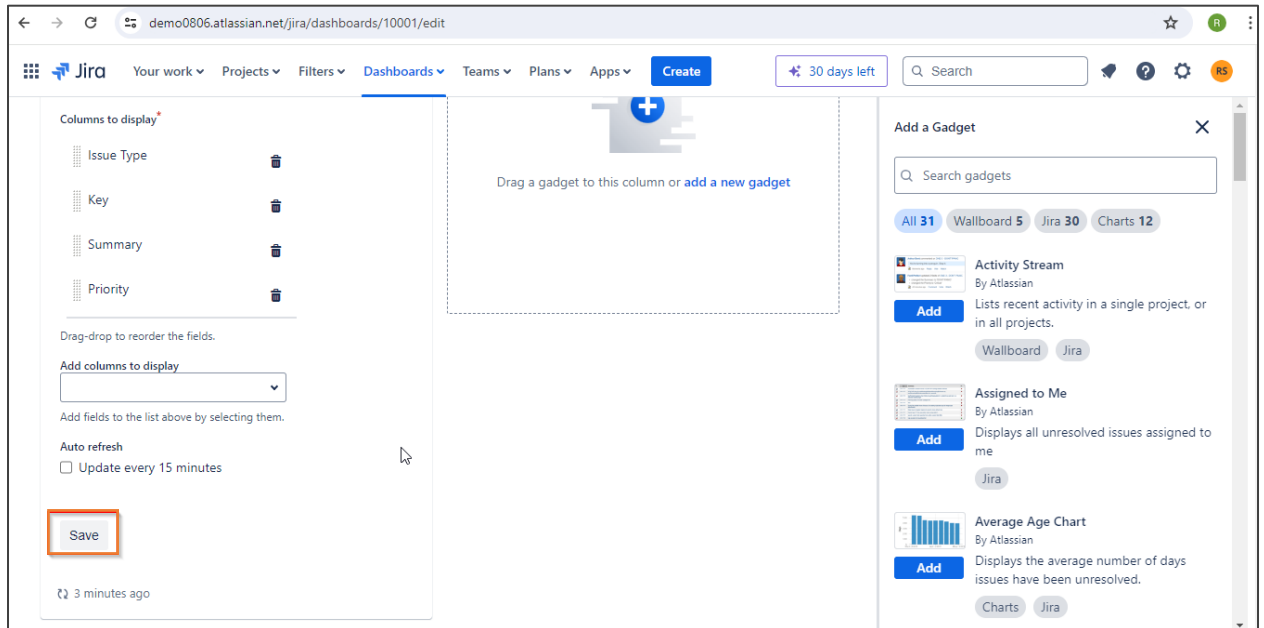 demo0806.atlassian.net/jira/dashboards/10001/edit
R
Jira Your work Projects Filters Dashboards Teams Plans Apps Create 30 days left Search RS
Columns to display*
Issue Type
Key
Summary
Priority
Drag-drop to reorder the fields.
Add columns to display
Add fields to the list above by selecting them.
Auto refresh
Update every 15 minutes
Save
3 minutes ago
Drag a gadget to this column or add a new gadget
Add a Gadget
Search gadgets
All 31 Wallboard 5 Jira 30 Charts 12
Activity Stream
By Atlassian
Add
Lists recent activity in a single project, or
in all projects.
Wallboard Jira
Assigned to Me
By Atlassian
Add
Displays all unresolved issues assigned to
me
Jira
Average Age Chart
By Atlassian
Add
Displays the average number of days
issues have been unresolved.
Charts Jira